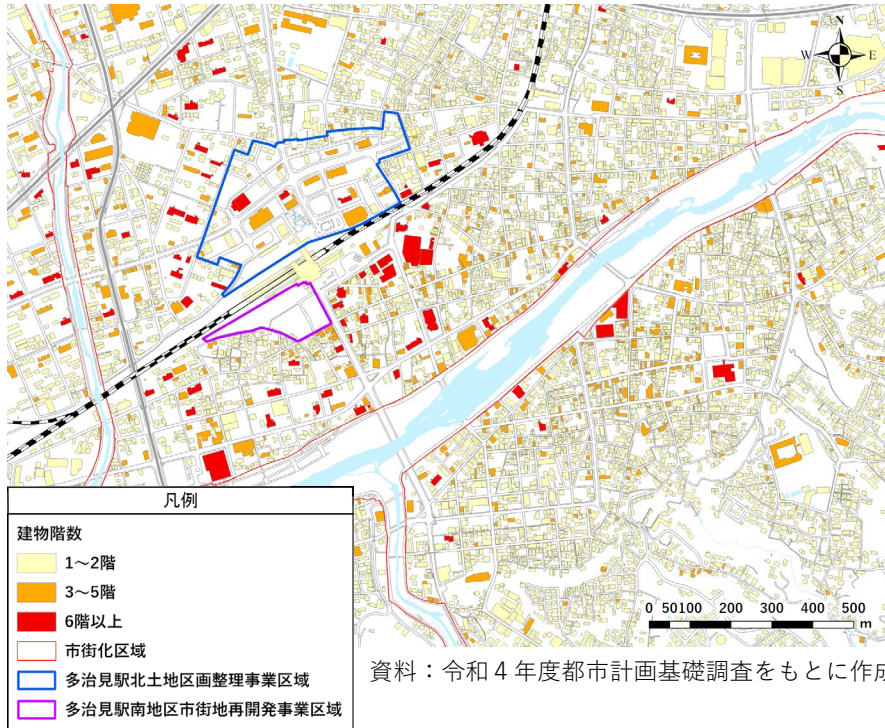 N
W E
S
凡例
建物階数
1～2階
3～5階
6階以上
市街化区域
多治見駅北土地区画整理事業区域
多治見駅南地区市街地再開発事業区域
0 50100 200 300 400 500
m
資料：令和４年度都市計画基礎調査をもとに作成